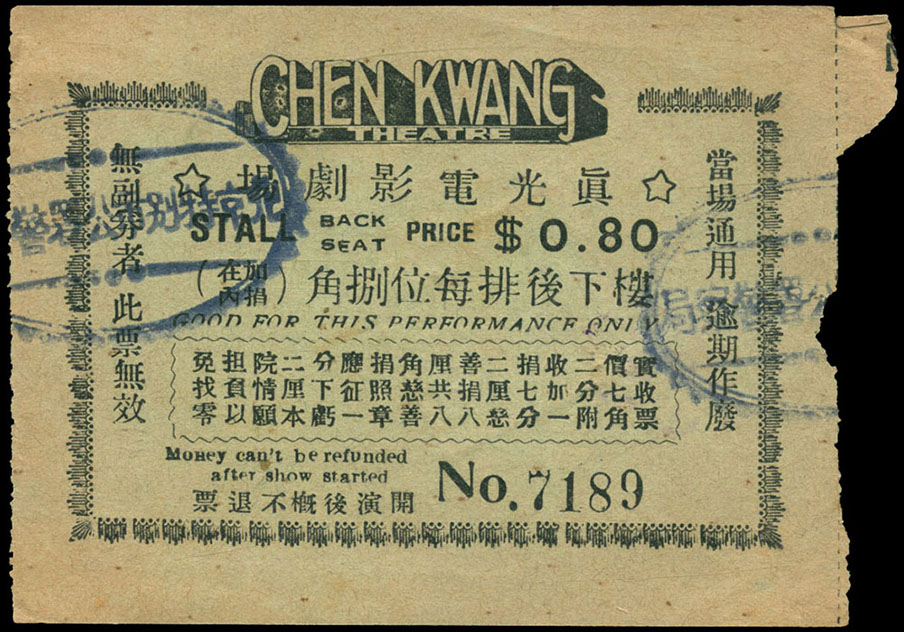 CHEN KWANG
THEATRE
眞光電影劇場
STALL BACK SEAT PRICE $0.80
樓下後排每位捌角(加捐在內)
GOOD FOR THIS PERFORMANCE ONLY
當場通用 逾期作廢
實收票
價七角
二分附
收加一
捐七分
二厘慈
善捐八
厘共八
角慈善
捐照章
應征一
分下虧
二厘本
院情願
担負以
免找零
無副券者 此票無效
Money can't be refunded
after show started
開演後概不退票
No.7189